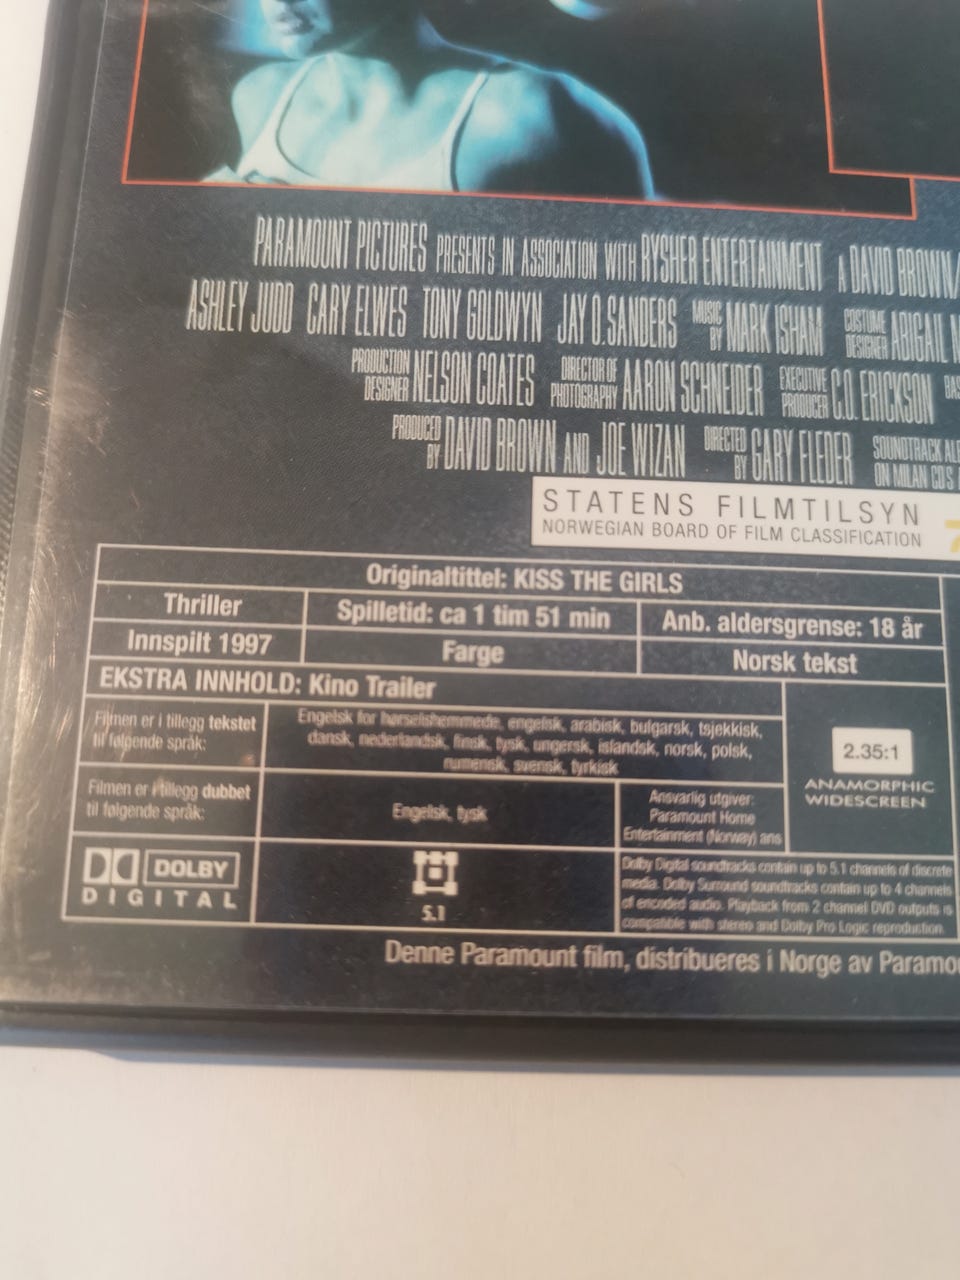 PARAMOUNT PICTURES PRESENTS IN ASSOCIATION WITH RYSHER ENTERTAINMENT A DAVID BROWN/
ASHLEY JUDD CARY ELWES TONY GOLDWYN JAY O. SANDERS MUSIC BY MARK ISHAM COSTUME DESIGNER ABIGAIL
PRODUCTION DESIGNER NELSON COATES DIRECTOR OF PHOTOGRAPHY AARON SCHNEIDER EXECUTIVE PRODUCER C.O. ERICKSON BAS
PRODUCED BY DAVID BROWN AND JOE WIZAN DIRECTED BY GARY FLEDER SOUNDTRACK
ON MILAN CD'S
STATENS FILMTILSYN
NORWEGIAN BOARD OF FILM CLASSIFICATION
Originaltittel: KISS THE GIRLS
Thriller
Spilletid: ca 1 tim 51 min
Anb. aldersgrense: 18 år
Innspilt 1997
Farge
Norsk tekst
EKSTRA INNHOLD: Kino Trailer
Filmen er i tillegg tekstet
til følgende språk:
Engelsk for hørselshemmede, engelsk, arabisk, bulgarsk, tsjekkisk,
dansk, nederlandsk, finsk, tysk, ungersk, islandsk, norsk, polsk,
rumensk, svensk, tyrkisk
2.35:1
ANAMORPHIC
WIDESCREEN
Filmen er i tillegg dubbet
til følgende språk:
Engelsk, tysk
Ansvarlig utgiver:
Paramount Home
Entertainment (Norway) ans
DOLBY
DIGITAL
5.1
Dolby Digital soundtracks contain up to 5.1 channels of discrete
media. Dolby Surround soundtracks contain up to 4 channels
of encoded audio. Playback from 2 channel DVD outputs is
compatible with stereo and Dolby Pro Logic reproduction.
Denne Paramount film, distribueres i Norge av Paramo